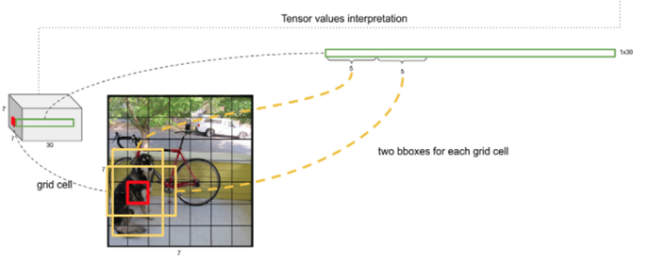 Tensor values interpretation
1x30
5
5
7
7
30
two bboxes for each grid cell
7
grid cell
7